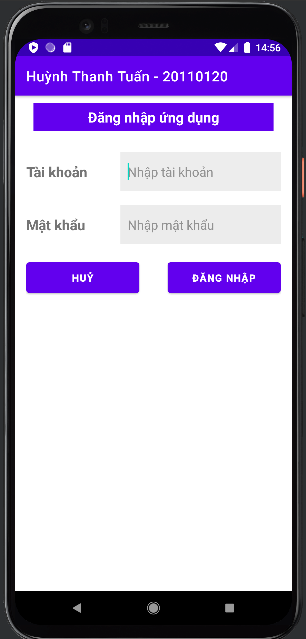 14:56
Huỳnh Thanh Tuấn - 20110120
Đăng nhập ứng dụng
Tài khoản Nhập tài khoản
Mật khẩu Nhập mật khẩu
HUỶ ĐĂNG NHẬP